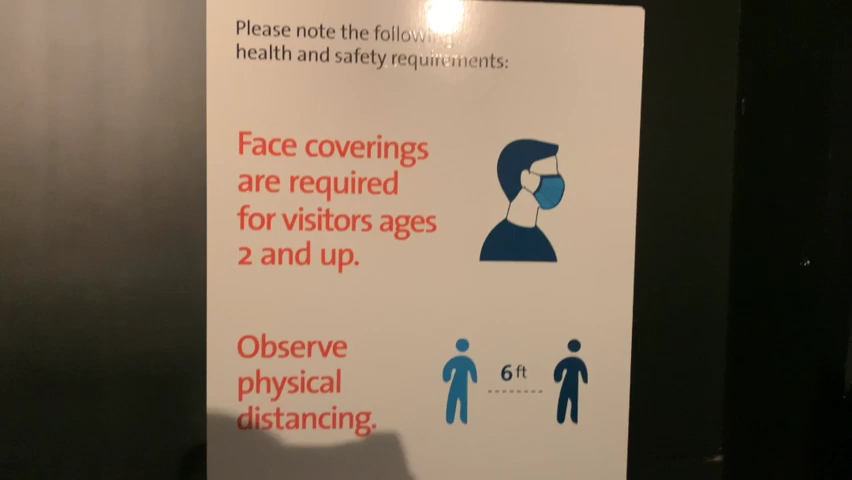 Please note the following
health and safety requirements:
Face coverings
are required
for visitors ages
2 and up.
Observe
physical
distancing.
6 ft